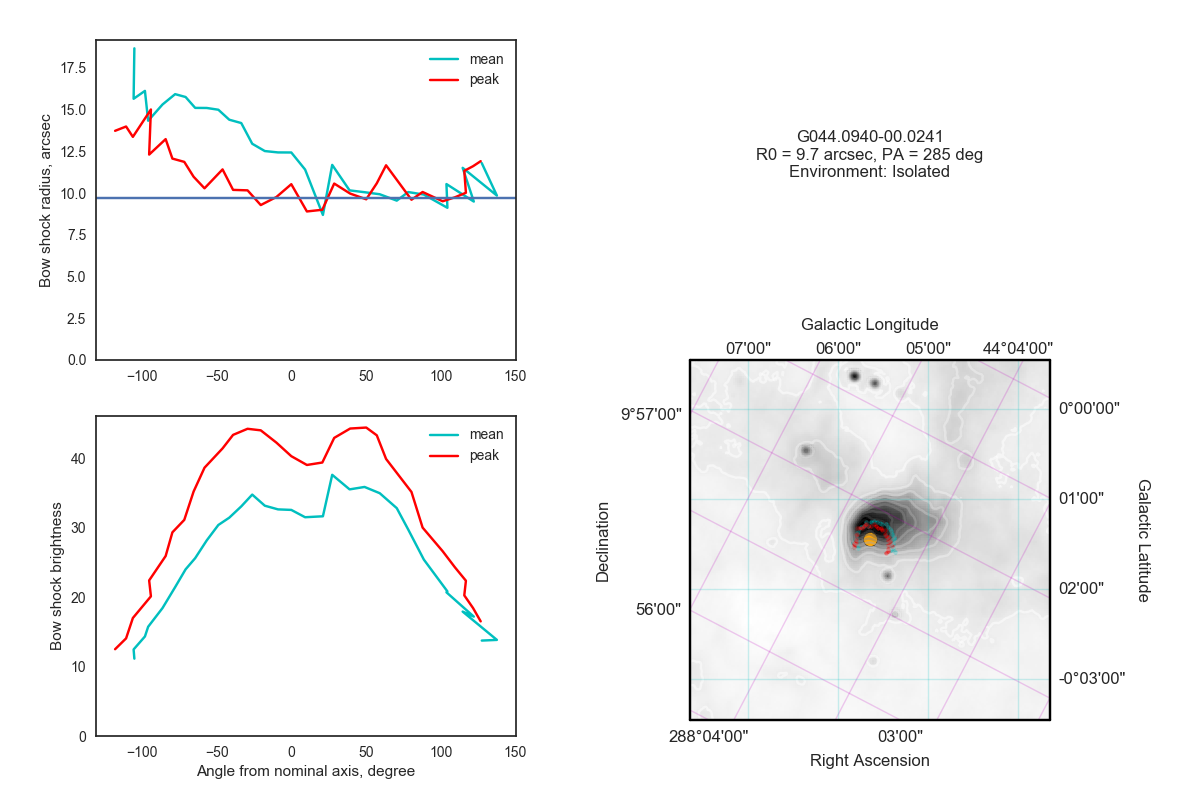 17.5
15.0
12.5
10.0
7.5
5.0
2.5
0.0
Bow shock radius, arcsec
mean
peak
−100
−50
0
50
100
150
G044.0940-00.0241
R0 = 9.7 arcsec, PA = 285 deg
Environment: Isolated
40
30
20
10
0
Bow shock brightness
mean
peak
−100
−50
0
50
100
150
Angle from nominal axis, degree
Galactic Longitude
07'00"
06'00"
05'00"
44°04'00"
9°57'00"
56'00"
Declination
0°00'00"
01'00"
02'00"
-0°03'00"
Galactic Latitude
288°04'00"
03'00"
Right Ascension